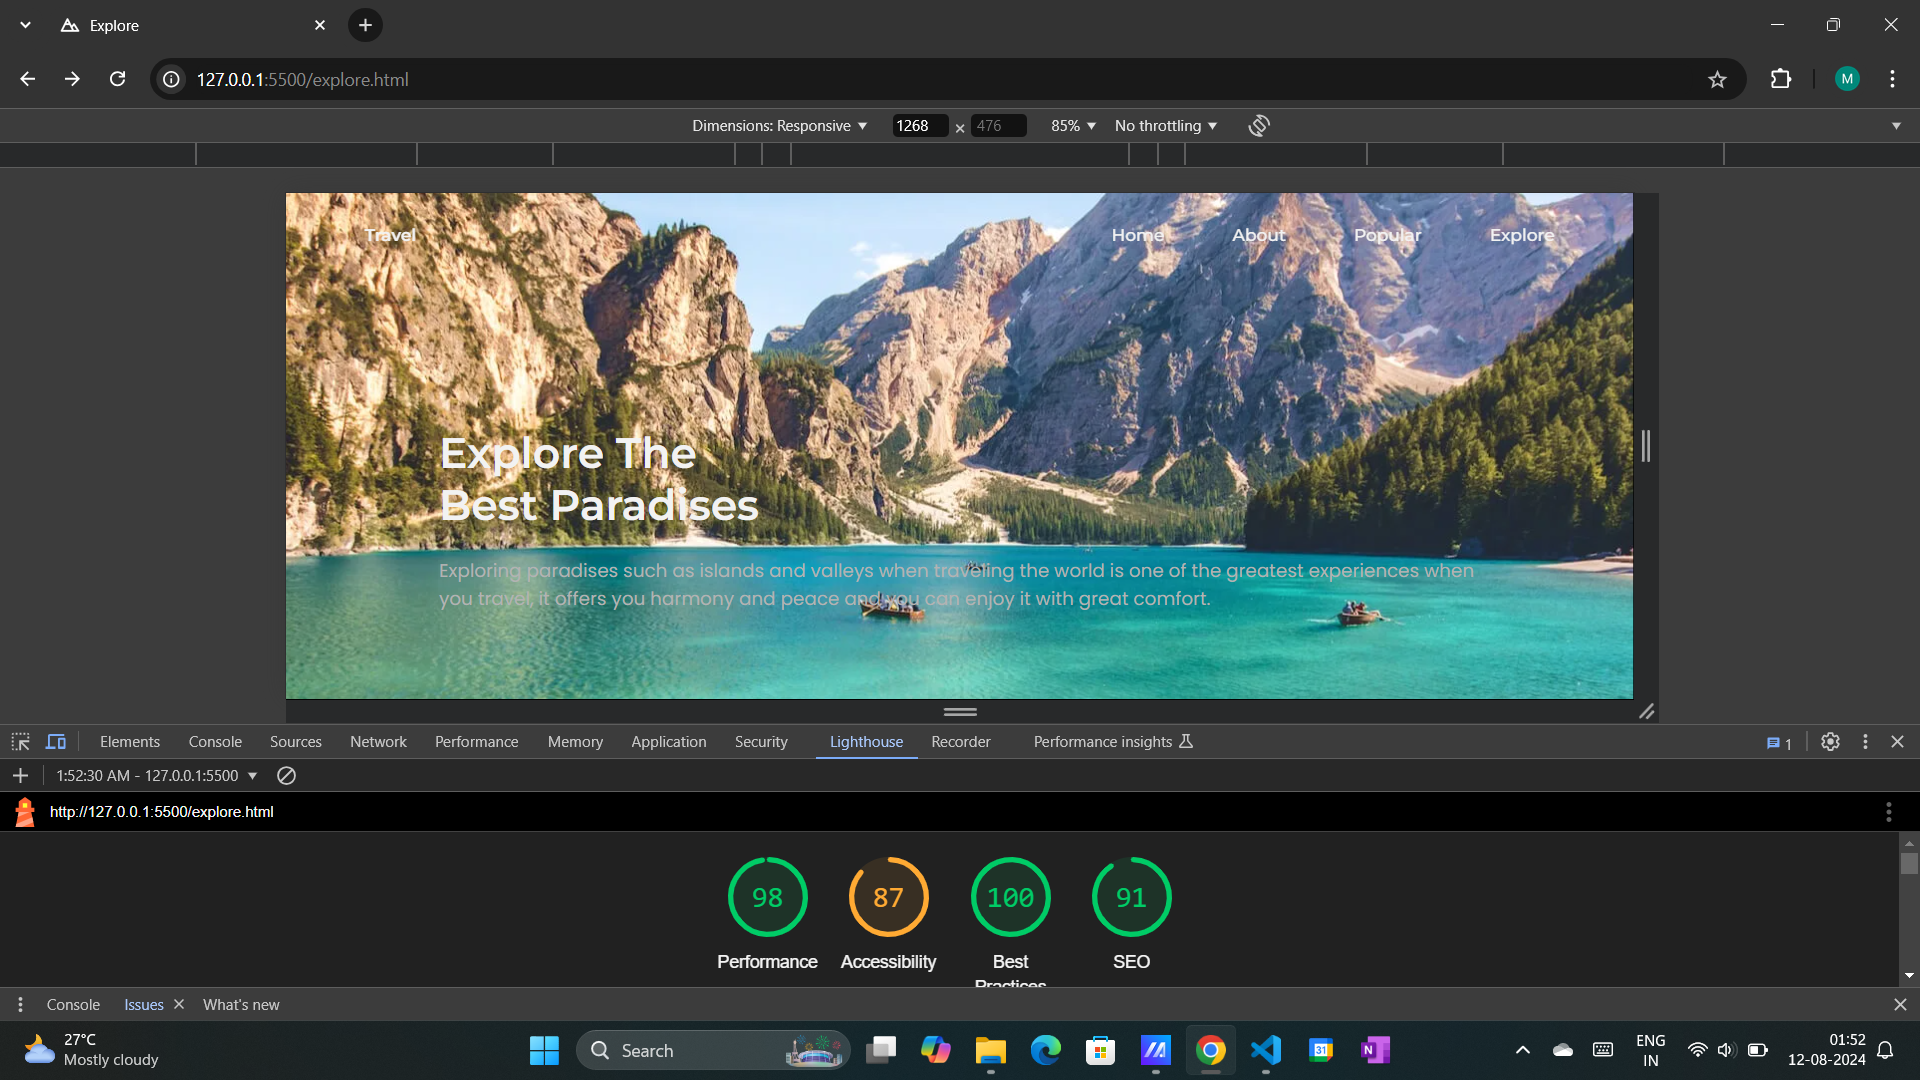 Explore
M
127.0.0.1:5500/explore.html
Dimensions: Responsive 1268 × 476 85% No throttling
Travel Home About Popular Explore
Explore The
Best Paradises
Exploring paradises such as islands and valleys when traveling the world is one of the greatest experiences when
you travel, it offers you harmony and peace and you can enjoy it with great comfort.
Elements Console Sources Network Performance Memory Application Security Lighthouse Recorder Performance insights 1
1:52:30 AM - 127.0.0.1:5500
http://127.0.0.1:5500/explore.html
98 87 100 91
Performance Accessibility Best SEO
Practices
Console Issues What's new
27°C
Mostly cloudy
Search
31
N
ENG
IN
01:52
12-08-2024